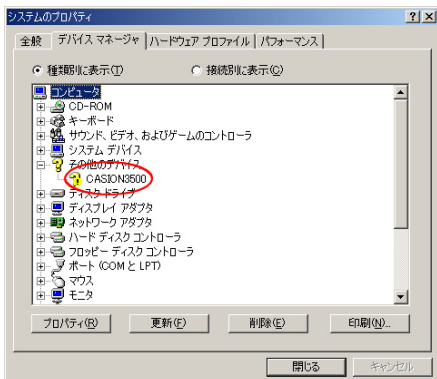 システムのプロパティ
全般 デバイス マネージャ ハードウェア プロファイル パフォーマンス
種類別に表示(T) 接続別に表示(C)
コンピュータ
CD-ROM
キーボード
サウンド、ビデオ、およびゲームのコントローラ
システム デバイス
その他のデバイス
CASION3500
ディスク ドライブ
ディスプレイ アダプタ
ネットワーク アダプタ
ハード ディスク コントローラ
フロッピー ディスク コントローラ
ポート (COM と LPT)
マウス
モニタ
プロパティ(R) 更新(F) 削除(E) 印刷(N)...
閉じる キャンセル